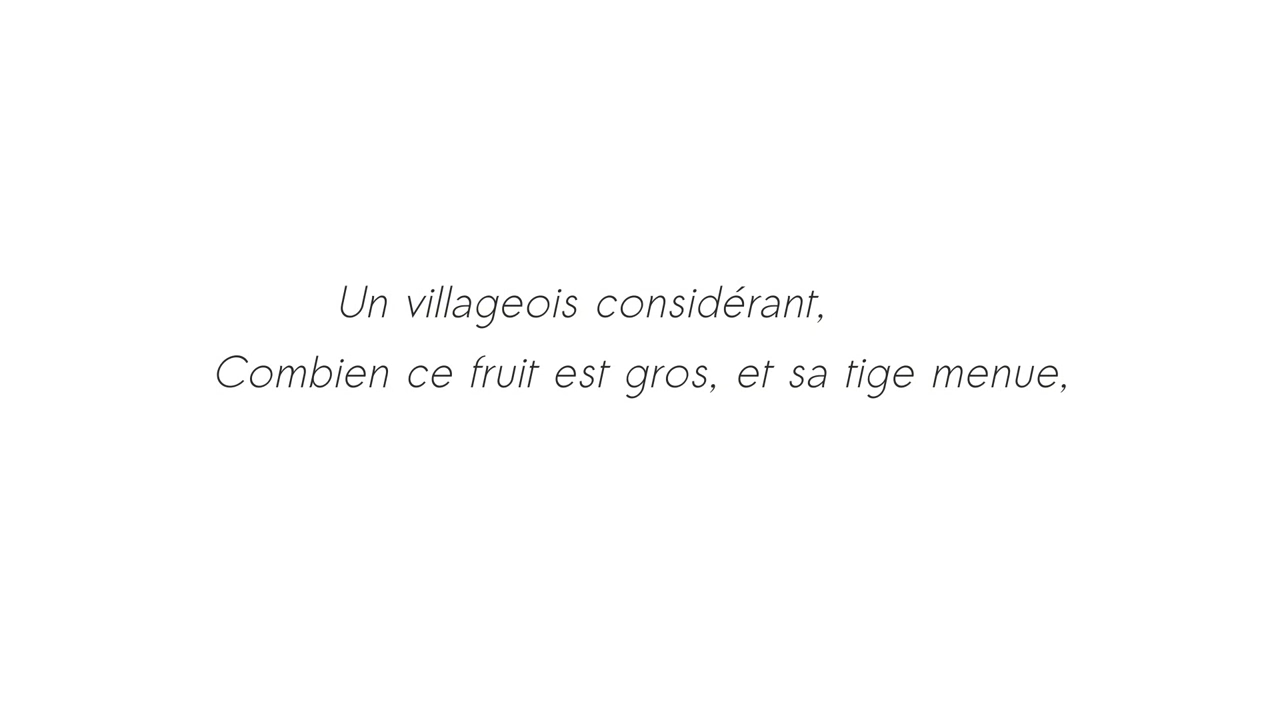 Un villageois considérant,
Combien ce fruit est gros, et sa tige menue,